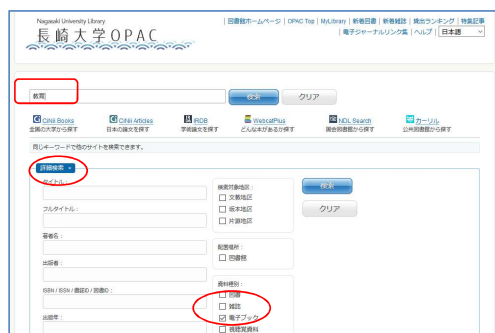 Nagasaki University Library
長崎大学OPAC
| 図書館ホームページ | OPAC Top | MyLibrary | 新着図書 | 新着雑誌 | 貸出ランキング | 特集記事
| 電子ジャーナルリンク集 | ヘルプ | 日本語
教育
検索
クリア
CiNii Books
CiNii Articles
IRDB
WebcatPlus
NDL Search
カーリル
全国の大学から探す
日本の論文を探す
学術論文を探す
どんな本があるか探す
国会図書館から探す
公共図書館から探す
同じキーワードで他のサイトを検索できます。
詳細検索
タイトル :
フルタイトル :
著者名 :
出版者 :
ISBN / ISSN / 書誌ID / 図書ID :
出版年 :
検索対象地区 :
文教地区
坂本地区
片淵地区
配置場所 :
図書館
資料種別 :
図書
雑誌
電子ブック
視聴覚資料
検索
クリア